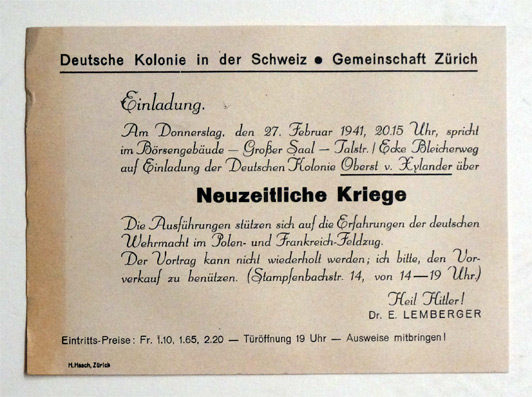 Deutsche Kolonie in der Schweiz ● Gemeinschaft Zürich
Einladung.
Am Donnerstag, den 27. Februar 1941, 20.15 Uhr, spricht
im Börsengebäude — Großer Saal — Talstr. / Ecke Bleicherweg
auf Einladung der Deutschen Kolonie Oberst v. Xylander über
Neuzeitliche Kriege
Die Ausführungen stützen sich auf die Erfahrungen der deutschen
Wehrmacht im Polen- und Frankreich-Feldzug.
Der Vortrag kann nicht wiederholt werden; ich bitte, den Vor-
verkauf zu benützen. (Stampfenbachstr. 14, von 14—19 Uhr.)
Heil Hitler!
Dr. E. LEMBERGER
Eintritts-Preise: Fr. 1.10, 1.65, 2.20 — Türöffnung 19 Uhr — Ausweise mitbringen!
H. Hasch, Zürich